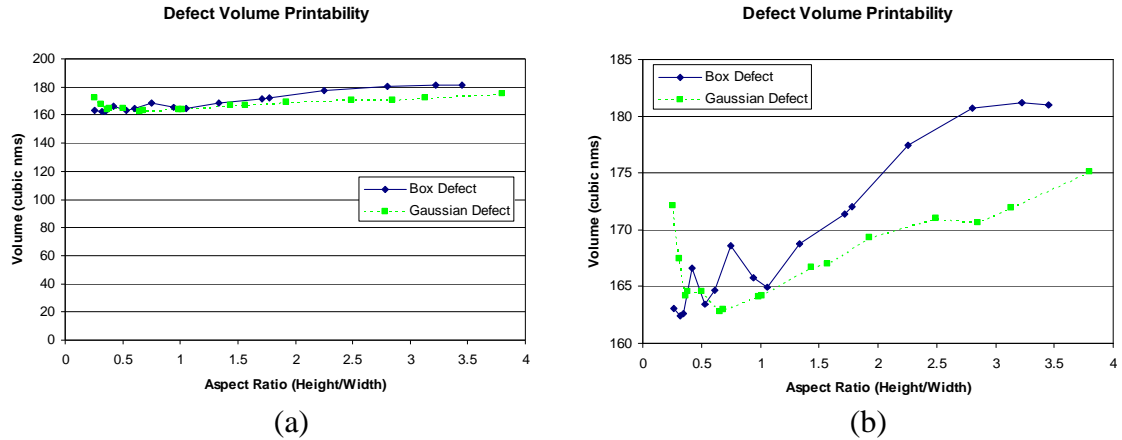 Defect Volume Printability
200
180
160
140
120
100
80
60
40
20
0
Volume (cubic nms)
Box Defect
Gaussian Defect
0 0.5 1 1.5 2 2.5 3 3.5 4
Aspect Ratio (Height/Width)
(a)
Defect Volume Printability
185
180
175
170
165
160
Volume (cubic nms)
Box Defect
Gaussian Defect
0 0.5 1 1.5 2 2.5 3 3.5 4
Aspect Ratio (Height/Width)
(b)